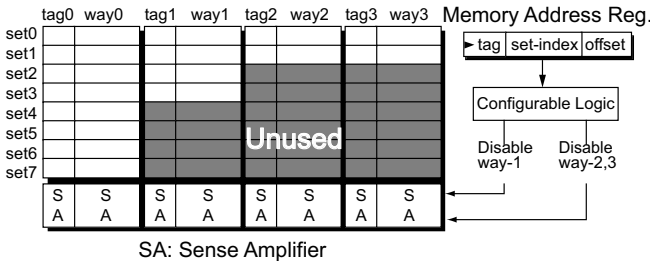 tag0 way0 tag1 way1 tag2 way2 tag3 way3 Memory Address Reg.
set0
set1
set2
set3
set4
set5
set6
set7
tag set-index offset
Configurable Logic
Unused
Disable way-1
Disable way-2,3
S S S S S S S S
A A A A A A A A
SA: Sense Amplifier